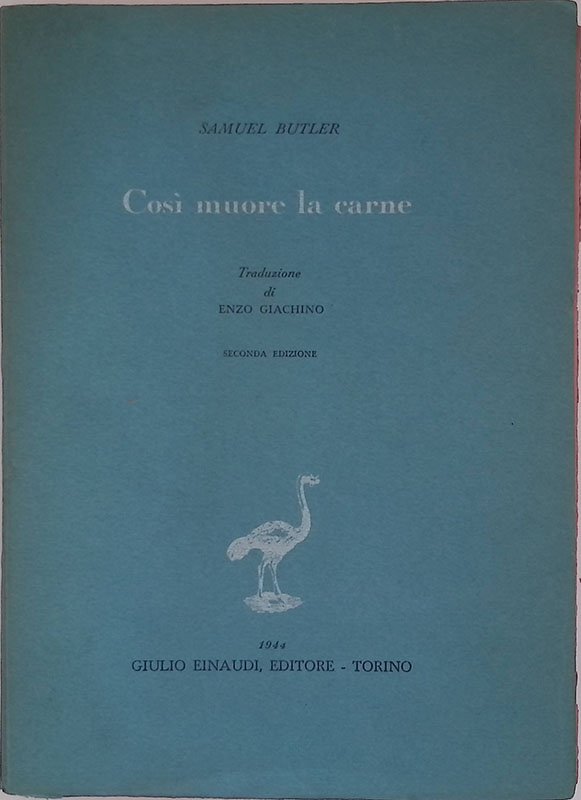 SAMUEL BUTLER
Così muore la carne
Traduzione
di
ENZO GIACHINO
SECONDA EDIZIONE
1944
GIULIO EINAUDI, EDITORE - TORINO